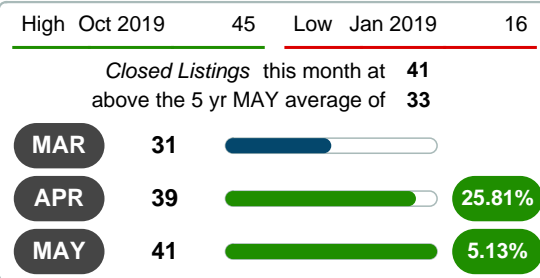 High Oct 2019 45 Low Jan 2019 16
Closed Listings this month at 41
above the 5 yr MAY average of 33
MAR 31
APR 39 25.81%
MAY 41 5.13%